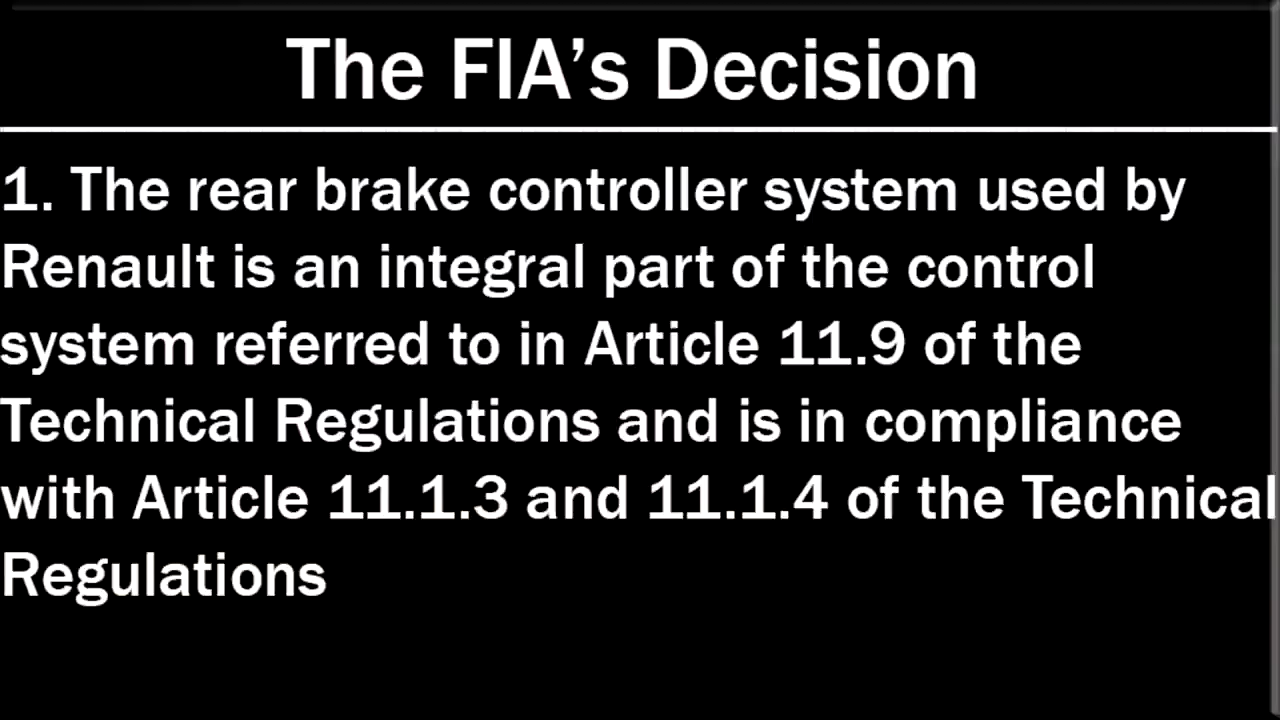 The FIA’s Decision
1. The rear brake controller system used by
Renault is an integral part of the control
system referred to in Article 11.9 of the
Technical Regulations and is in compliance
with Article 11.1.3 and 11.1.4 of the Technical
Regulations